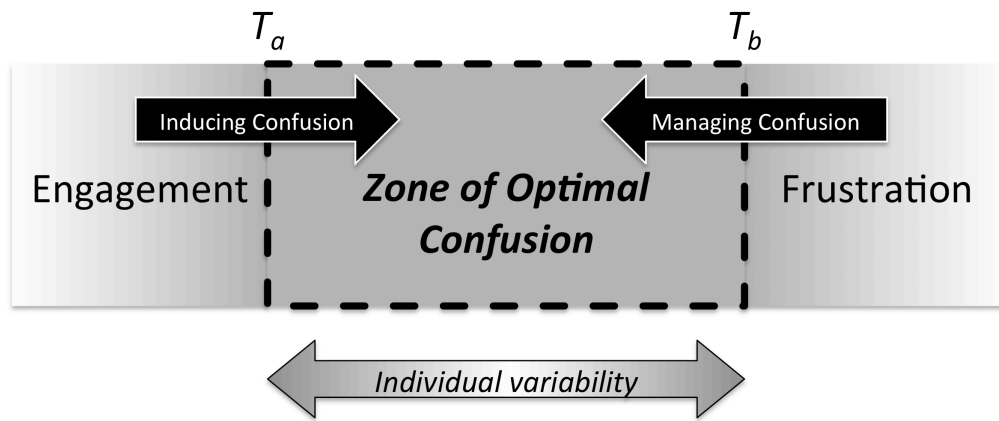 Ta
Tb
Inducing Confusion
Managing Confusion
Engagement
Zone of Optimal
Confusion
Frustration
Individual variability